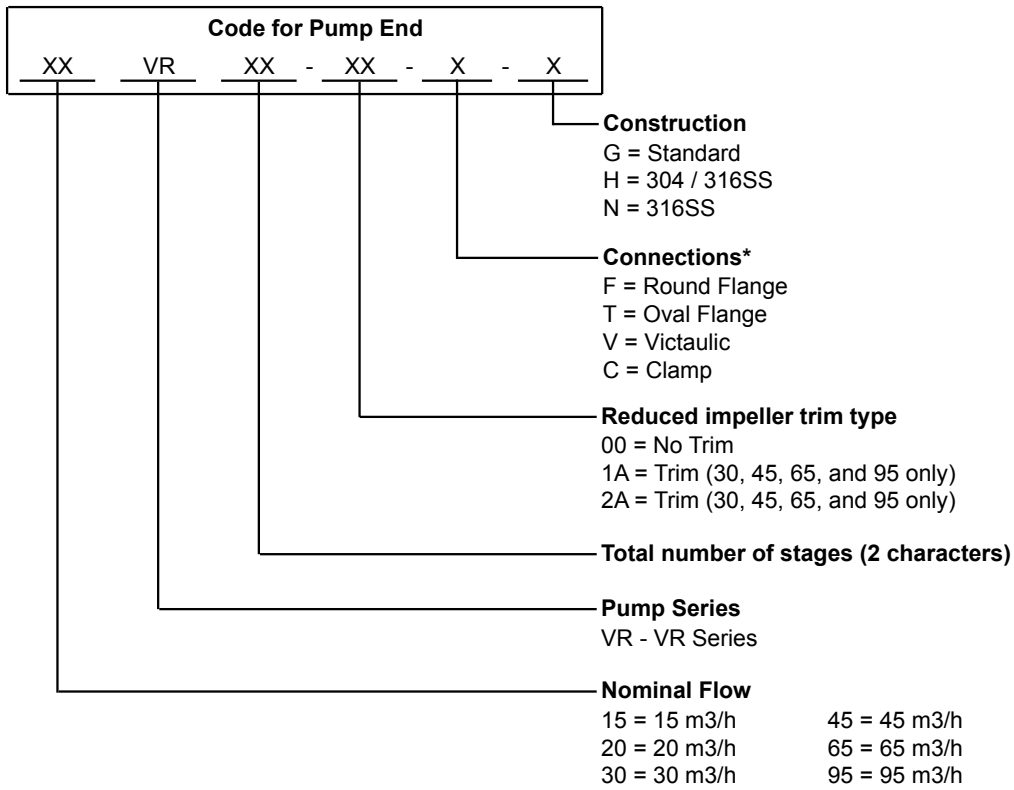 Code for Pump End
XX VR XX - XX - X - X
Construction
G = Standard
H = 304 / 316SS
N = 316SS
Connections*
F = Round Flange
T = Oval Flange
V = Victaulic
C = Clamp
Reduced impeller trim type
00 = No Trim
1A = Trim (30, 45, 65, and 95 only)
2A = Trim (30, 45, 65, and 95 only)
Total number of stages (2 characters)
Pump Series
VR - VR Series
Nominal Flow
15 = 15 m3/h 45 = 45 m3/h
20 = 20 m3/h 65 = 65 m3/h
30 = 30 m3/h 95 = 95 m3/h